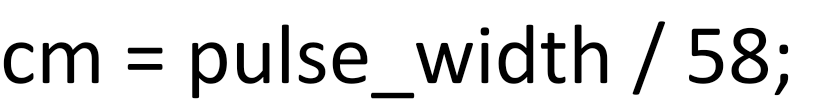 cm = pulse_width / 58;